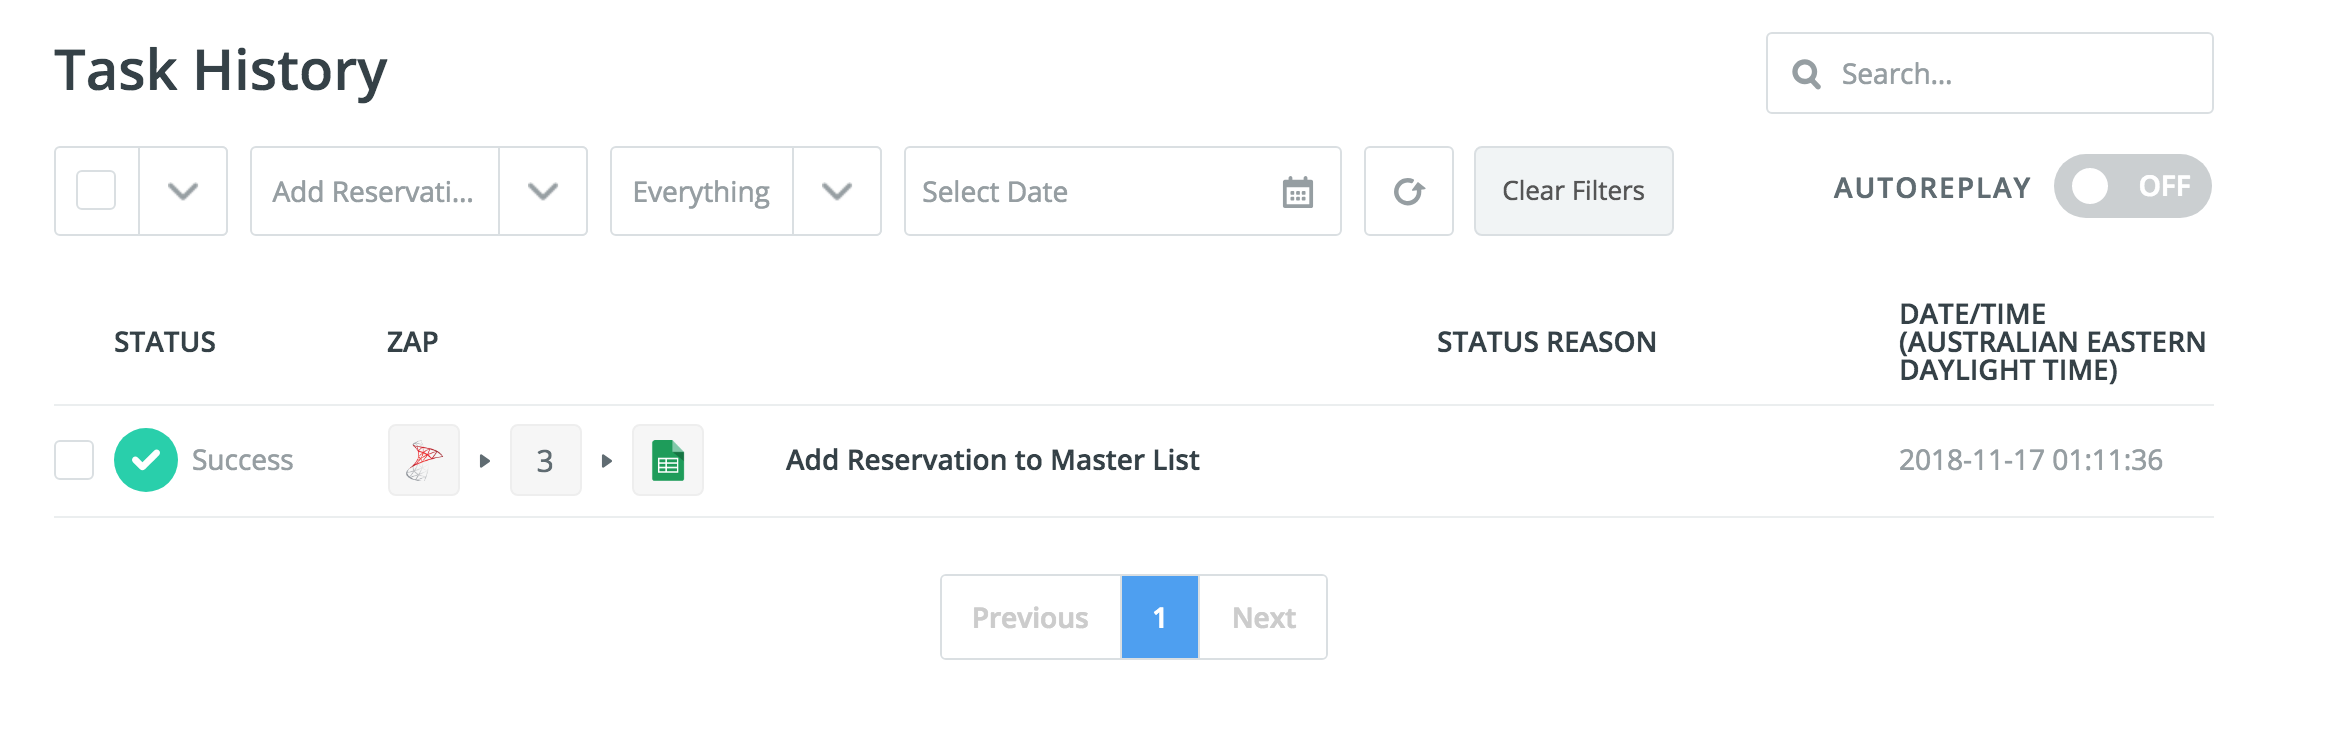 Task History
Search...
Add Reservati...
Everything
Select Date
Clear Filters
AUTOREPLAY
OFF
STATUS
ZAP
STATUS REASON
DATE/TIME
(AUSTRALIAN EASTERN
DAYLIGHT TIME)
Success
3
Add Reservation to Master List
2018-11-17 01:11:36
Previous
1
Next